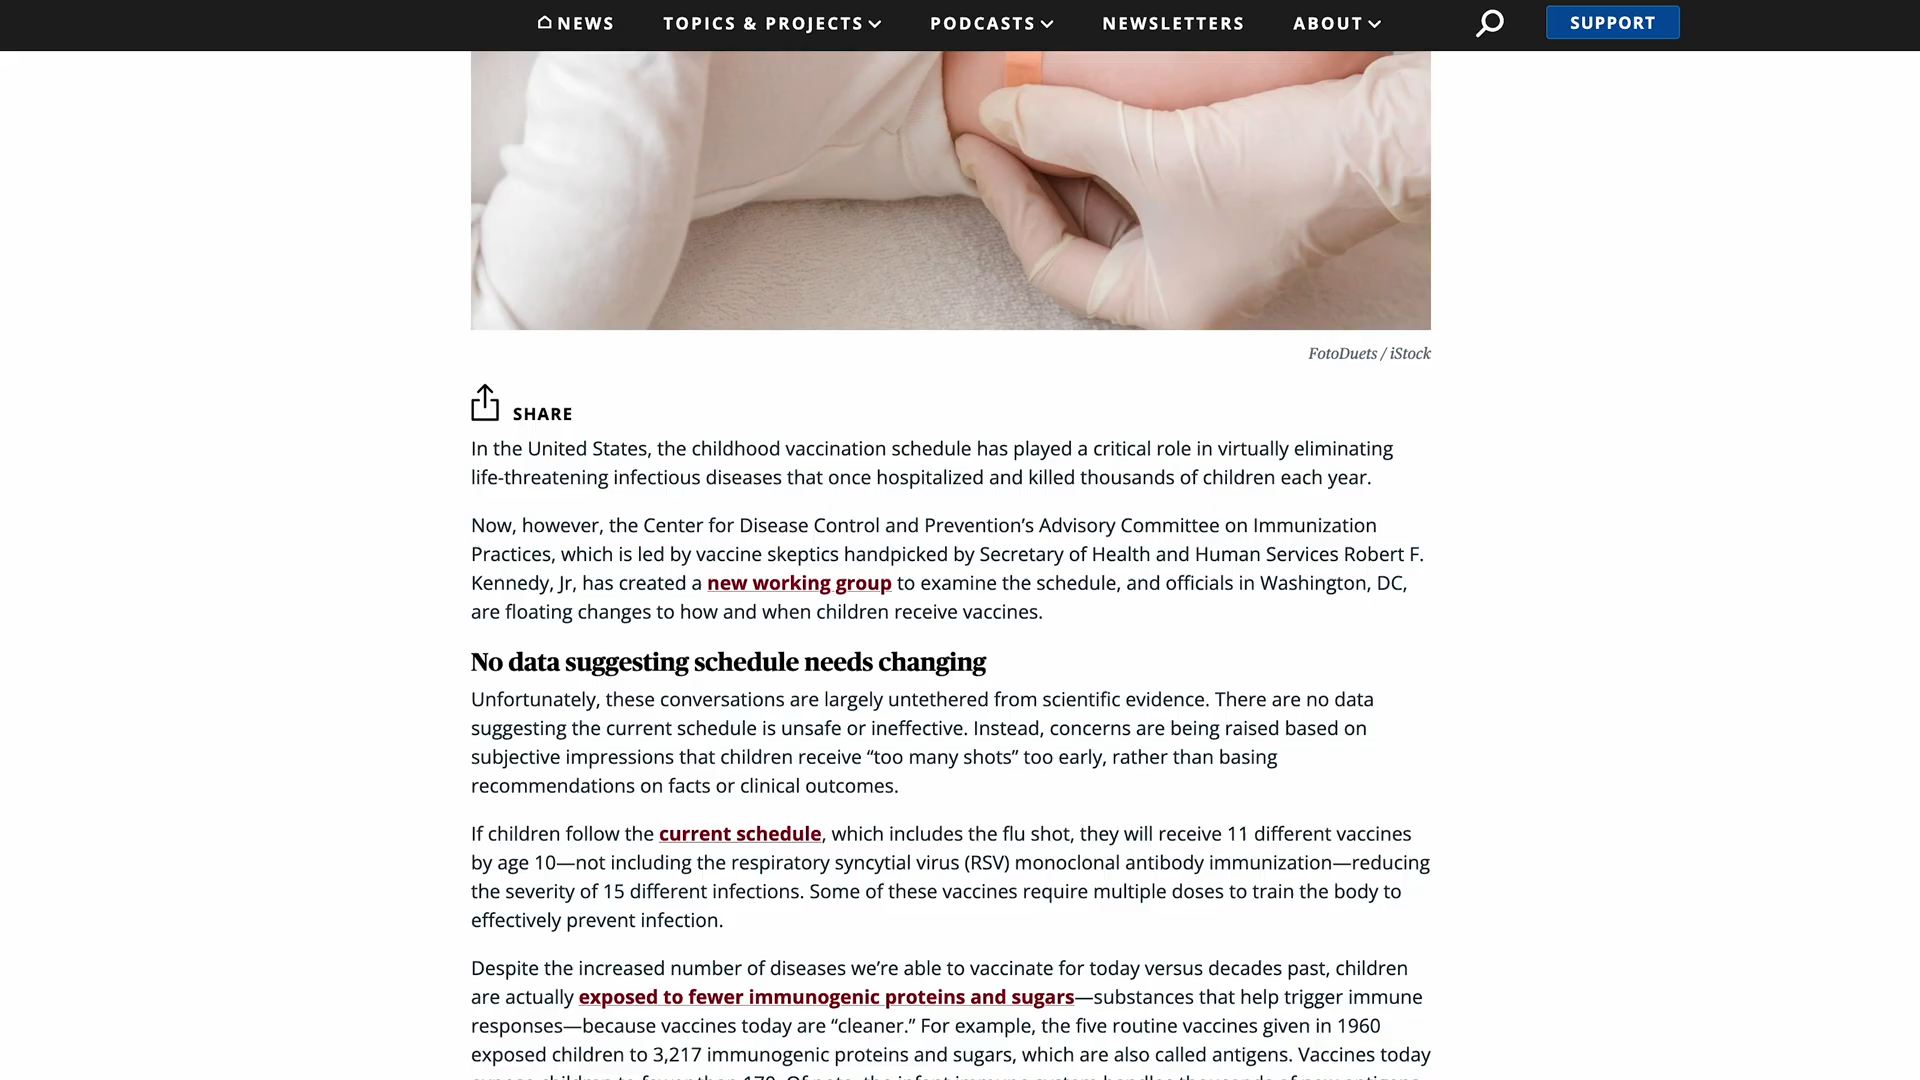 NEWS TOPICS & PROJECTS PODCASTS NEWSLETTERS ABOUT SUPPORT
FotoDuets / iStock
SHARE
In the United States, the childhood vaccination schedule has played a critical role in virtually eliminating
life-threatening infectious diseases that once hospitalized and killed thousands of children each year.
Now, however, the Center for Disease Control and Prevention’s Advisory Committee on Immunization
Practices, which is led by vaccine skeptics handpicked by Secretary of Health and Human Services Robert F.
Kennedy, Jr, has created a new working group to examine the schedule, and officials in Washington, DC,
are floating changes to how and when children receive vaccines.
No data suggesting schedule needs changing
Unfortunately, these conversations are largely untethered from scientific evidence. There are no data
suggesting the current schedule is unsafe or ineffective. Instead, concerns are being raised based on
subjective impressions that children receive “too many shots” too early, rather than basing
recommendations on facts or clinical outcomes.
If children follow the current schedule, which includes the flu shot, they will receive 11 different vaccines
by age 10—not including the respiratory syncytial virus (RSV) monoclonal antibody immunization—reducing
the severity of 15 different infections. Some of these vaccines require multiple doses to train the body to
effectively prevent infection.
Despite the increased number of diseases we’re able to vaccinate for today versus decades past, children
are actually exposed to fewer immunogenic proteins and sugars—substances that help trigger immune
responses—because vaccines today are “cleaner.” For example, the five routine vaccines given in 1960
exposed children to 3,217 immunogenic proteins and sugars, which are also called antigens. Vaccines today